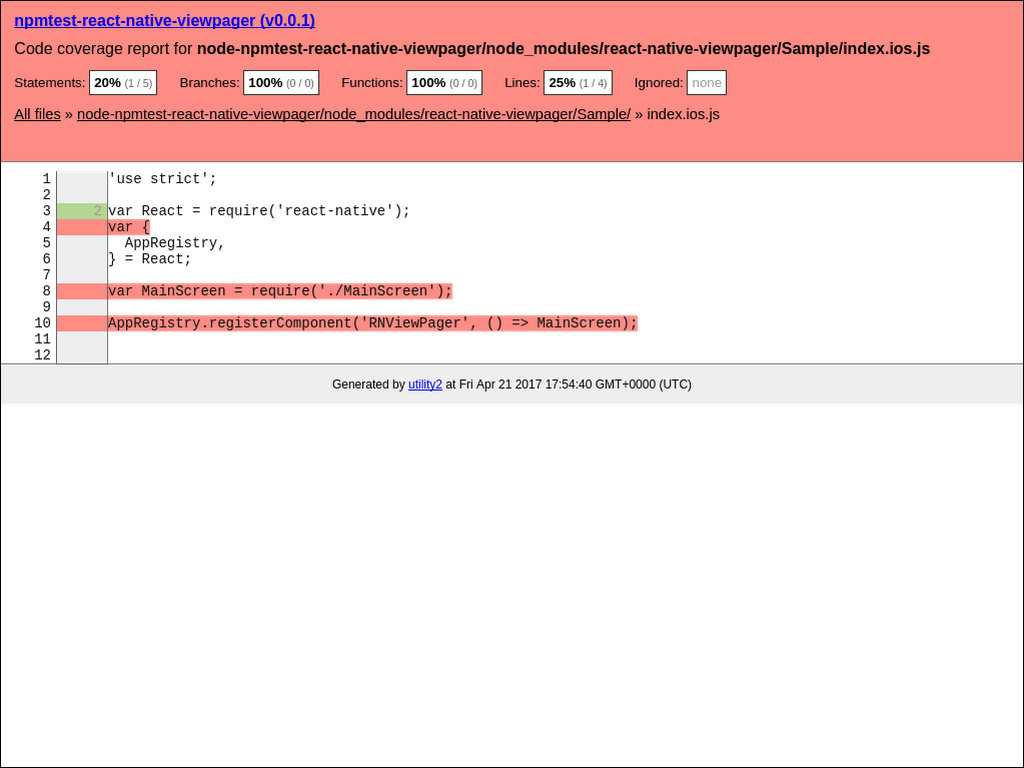 npmtest-react-native-viewpager (v0.0.1)
Code coverage report for node-npmtest-react-native-viewpager/node_modules/react-native-viewpager/Sample/index.ios.js
Statements: 20% (1 / 5) Branches: 100% (0 / 0) Functions: 100% (0 / 0) Lines: 25% (1 / 4) Ignored: none
All files » node-npmtest-react-native-viewpager/node_modules/react-native-viewpager/Sample/ » index.ios.js
1 'use strict';
2
3 2 var React = require('react-native');
4 var {
5   AppRegistry,
6 } = React;
7
8 var MainScreen = require('./MainScreen');
9
10 AppRegistry.registerComponent('RNViewPager', () => MainScreen);
11
12
Generated by utility2 at Fri Apr 21 2017 17:54:40 GMT+0000 (UTC)